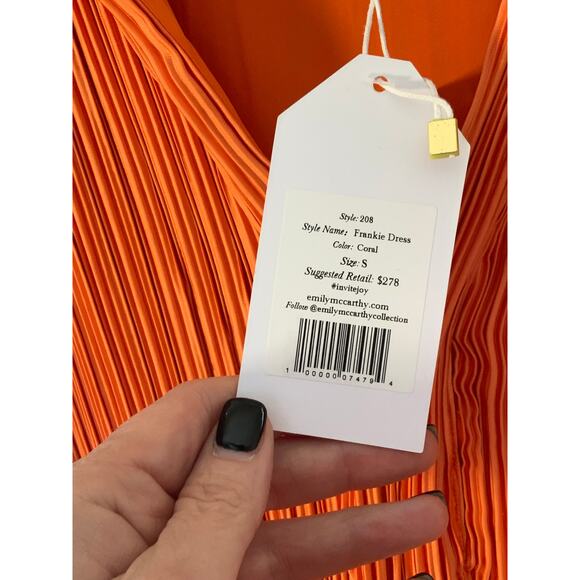 Style: 208
Style Name: Frankie Dress
Color: Coral
Size: S
Suggested Retail: $278
#invitejoy
emilymccarthy.com
Follow @emilymccarthycollection
1 00000 07479 4